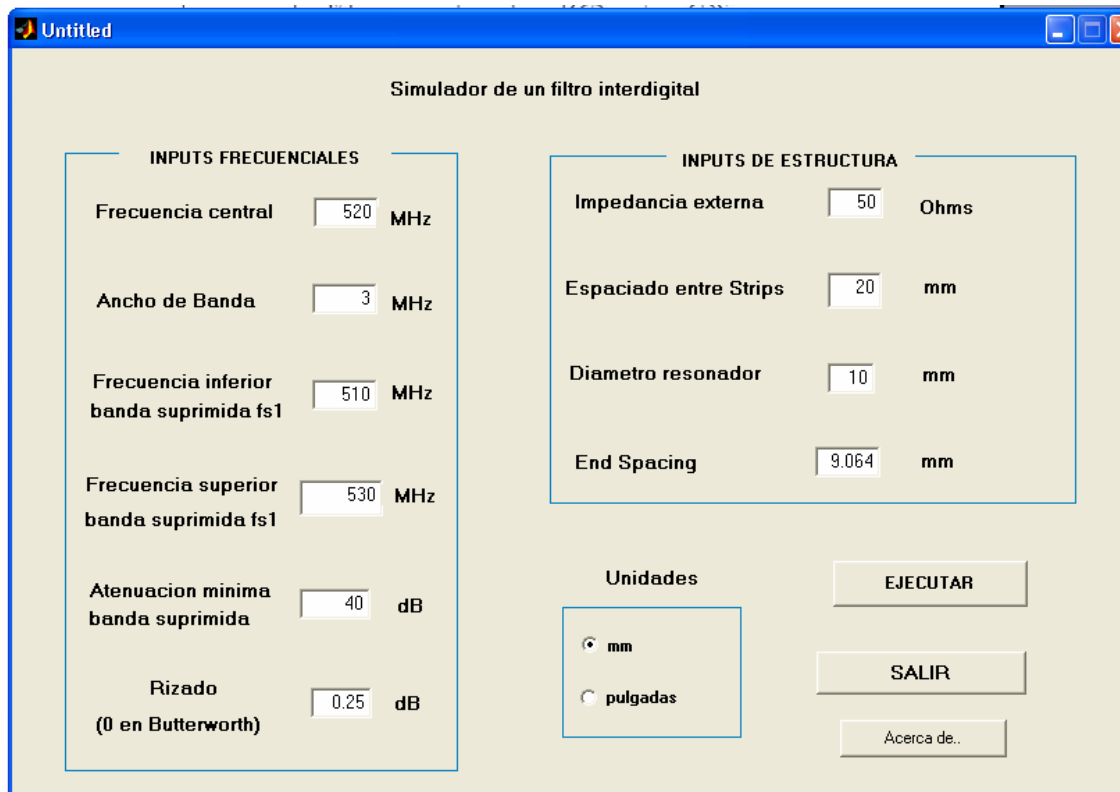 Untitled
Simulador de un filtro interdigital
INPUTS FRECUENCIALES
Frecuencia central 520 MHz
Ancho de Banda 3 MHz
Frecuencia inferior
banda suprimida fs1 510 MHz
Frecuencia superior
banda suprimida fs1 530 MHz
Atenuacion minima
banda suprimida 40 dB
Rizado
(0 en Butterworth) 0.25 dB
INPUTS DE ESTRUCTURA
Impedancia externa 50 Ohms
Espaciado entre Strips 20 mm
Diametro resonador 10 mm
End Spacing 9.064 mm
Unidades
mm
pulgadas
EJECUTAR
SALIR
Acerca de..